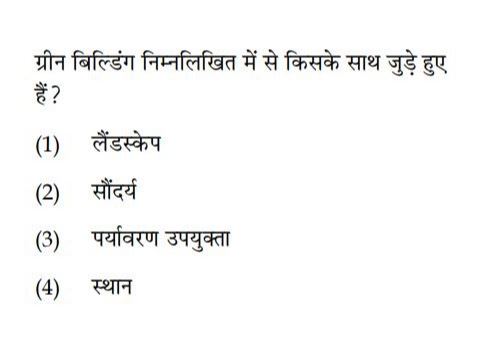 ग्रीन बिल्डिंग निम्नलिखित में से किसके साथ जुड़े हुए
हैं?
(1) लैंडस्केप
(2) सौंदर्य
(3) पर्यावरण उपयुक्ता
(4) स्थान